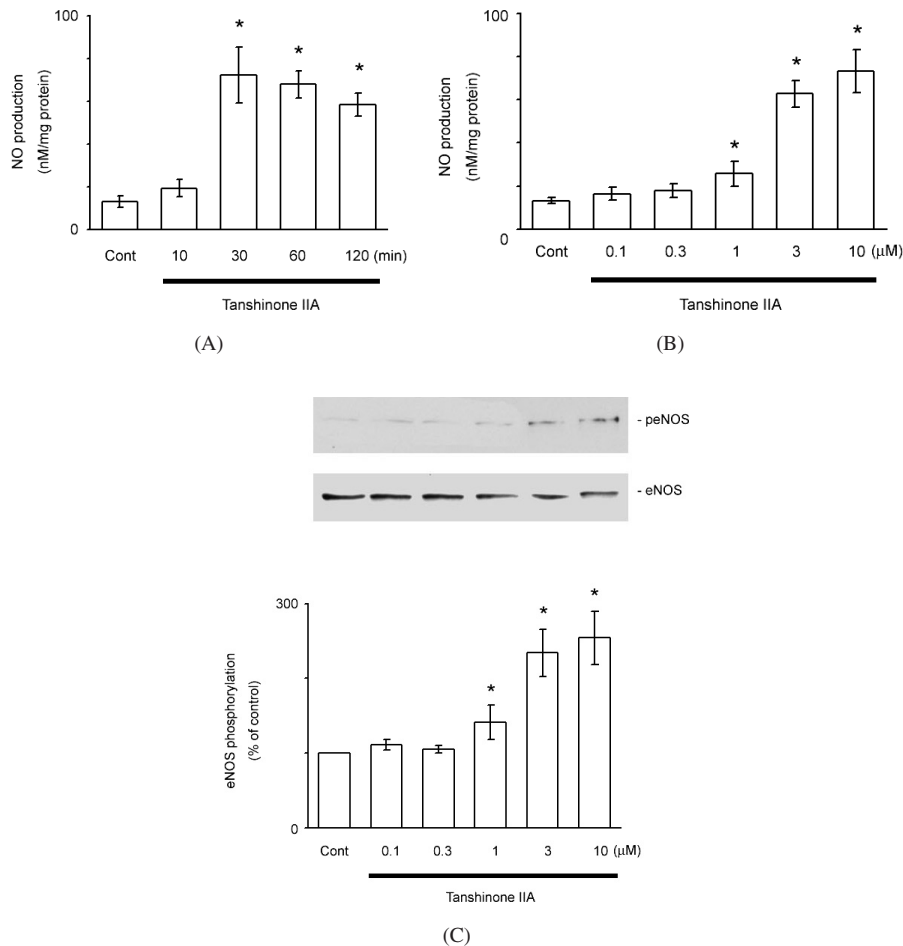 100
NO production
(nM/mg protein)
0
* * *
Cont 10 30 60 120 (min)
Tanshinone IIA
(A)
100
NO production
(nM/mg protein)
0
* * *
Cont 0.1 0.3 1 3 10 (μM)
Tanshinone IIA
(B)
- peNOS
- eNOS
300
eNOS phosphorylation
(% of control)
0
* * *
Cont 0.1 0.3 1 3 10 (μM)
Tanshinone IIA
(C)